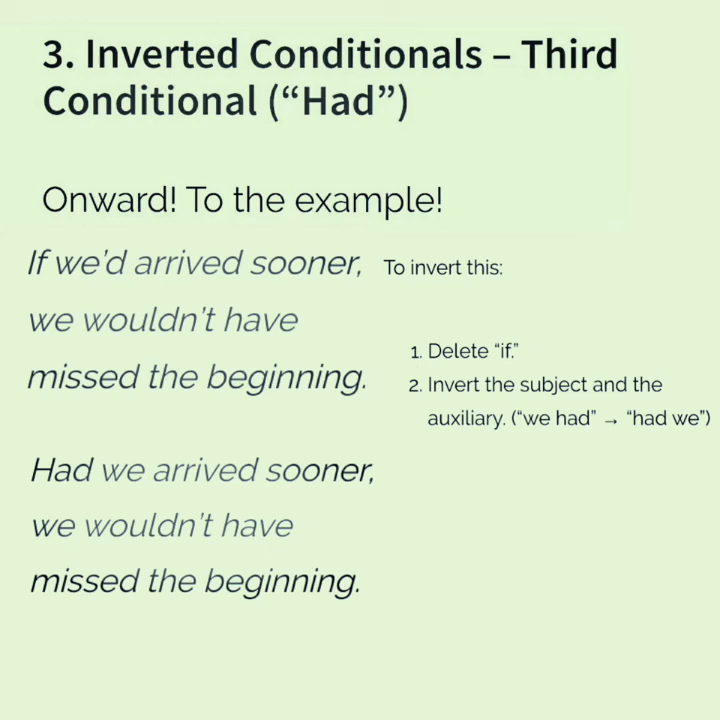 3. Inverted Conditionals – Third
Conditional (“Had”)
Onward! To the example!
If we’d arrived sooner,
we wouldn’t have
missed the beginning.
To invert this:
1. Delete “if.”
2. Invert the subject and the
auxiliary. (“we had” → “had we”)
Had we arrived sooner,
we wouldn’t have
missed the beginning.